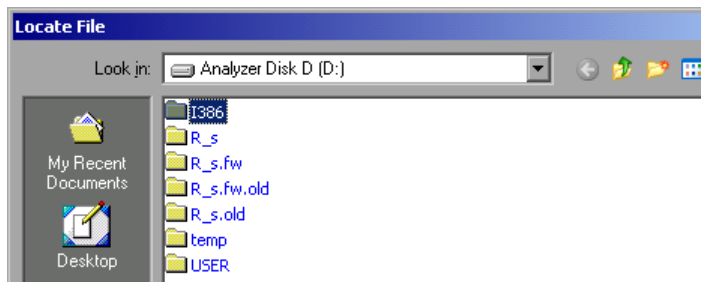 Locate File
Look in: Analyzer Disk D (D:)
I386
R_s
R_s.fw
R_s.fw.old
R_s.old
temp
USER
My Recent
Documents
Desktop